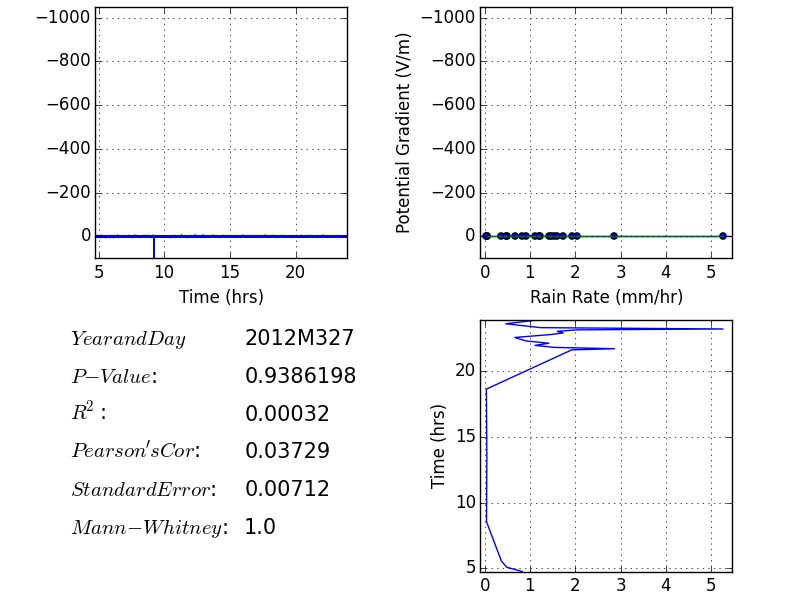 −1000
−800
−600
−400
−200
0
5 10 15 20
Time (hrs)
Potential Gradient (V/m)
−1000
−800
−600
−400
−200
0
0 1 2 3 4 5
Rain Rate (mm/hr)
YearandDay 2012M327
P−Value: 0.9386198
R²: 0.00032
Pearson'sCor: 0.03729
StandardError: 0.00712
Mann−Whitney: 1.0
Time (hrs)
20
15
10
5
0 1 2 3 4 5